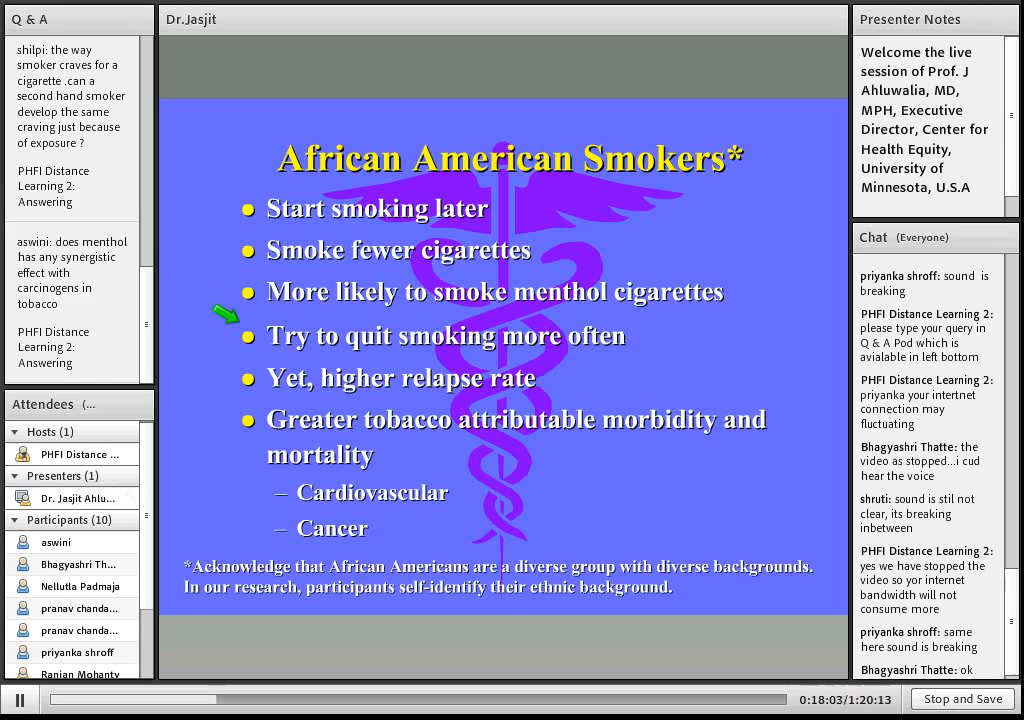 Q & A
shilpi: the way
smoker craves for a
cigarette .can a
second hand smoker
develop the same
craving just because
of exposure ?
PHFI Distance
Learning 2:
Answering
aswini: does menthol
has any synergistic
effect with
carcinogens in
tobacco
PHFI Distance
Learning 2:
Answering
Attendees (...
Hosts (1)
PHFI Distance ...
Presenters (1)
Dr. Jasjit Ahlu...
Participants (10)
aswini
Bhagyashri Th...
Nellutla Padmaja
pranav chanda...
pranav chanda...
priyanka shroff
Ranjan Mohanty
Dr.Jasjit
African American Smokers*
Start smoking later
Smoke fewer cigarettes
More likely to smoke menthol cigarettes
Try to quit smoking more often
Yet, higher relapse rate
Greater tobacco attributable morbidity and
mortality
– Cardiovascular
– Cancer
*Acknowledge that African Americans are a diverse group with diverse backgrounds.
In our research, participants self-identify their ethnic background.
Presenter Notes
Welcome the live
session of Prof. J
Ahluwalia, MD,
MPH, Executive
Director, Center for
Health Equity,
University of
Minnesota, U.S.A
Chat (Everyone)
priyanka shroff: sound is
breaking
PHFI Distance Learning 2:
please type your query in
Q & A Pod which is
avialable in left bottom
PHFI Distance Learning 2:
priyanka your internet
connection may
fluctuating
Bhagyashri Thatte: the
video as stopped...i cud
hear the voice
shruti: sound is stil not
clear, its breaking
inbetween
PHFI Distance Learning 2:
yes we have stopped the
video so yor internet
bandwidth will not
consume more
priyanka shroff: same
here sound is breaking
Bhagyashri Thatte: ok
0:18:03/1:20:13
Stop and Save